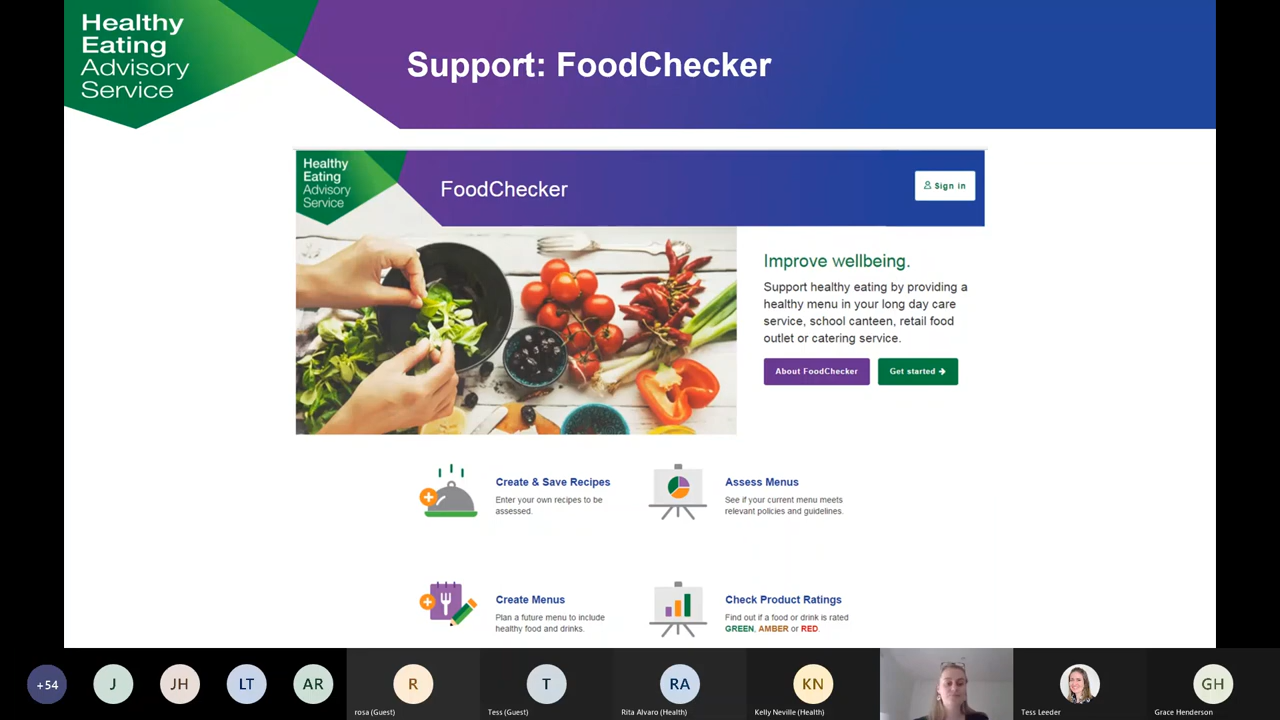 Healthy
Eating
Advisory
Service
Support: FoodChecker
Healthy
Eating
Advisory
Service
FoodChecker
Sign in
Improve wellbeing.
Support healthy eating by providing a
healthy menu in your long day care
service, school canteen, retail food
outlet or catering service.
About FoodChecker
Get started →
Create & Save Recipes
Enter your own recipes to be
assessed.
Assess Menus
See if your current menu meets
relevant policies and guidelines.
Create Menus
Plan a future menu to include
healthy food and drinks.
Check Product Ratings
Find out if a food or drink is rated
GREEN, AMBER or RED.
+54
J
JH
LT
AR
R
rosa (Guest)
T
Tess (Guest)
RA
Rita Alvaro (Health)
KN
Kelly Neville (Health)
Tess Leeder
GH
Grace Henderson